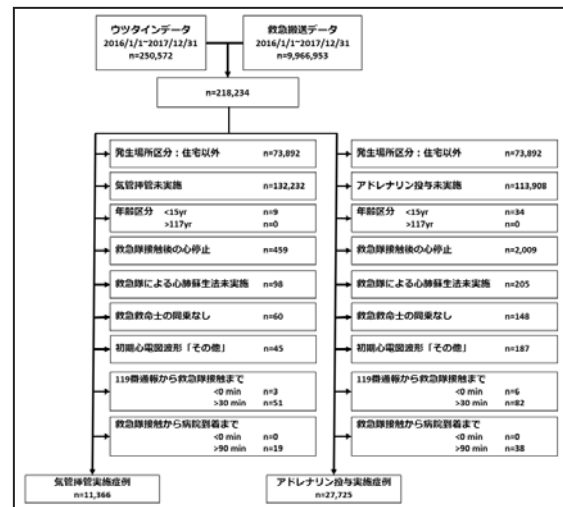 ウツタインデータ
2016/1/1~2017/12/31
n=250,572
救急搬送データ
2016/1/1~2017/12/31
n=9,966,953
n=218,234
発生場所区分：住宅以外 n=73,892
気管挿管未実施 n=132,232
年齢区分 <15yr n=9
>117yr n=0
救急隊接触後の心停止 n=459
救急隊による心肺蘇生法未実施 n=98
救急救命士の同乗なし n=60
初期心電図波形「その他」 n=45
119番通報から救急隊接触まで
<0 min n=3
>30 min n=51
救急隊接触から病院到着まで
<0 min n=0
>90 min n=19
気管挿管実施症例
n=11,366
発生場所区分：住宅以外 n=73,892
アドレナリン投与未実施 n=113,908
年齢区分 <15yr n=34
>117yr n=0
救急隊接触後の心停止 n=2,009
救急隊による心肺蘇生法未実施 n=205
救急救命士の同乗なし n=148
初期心電図波形「その他」 n=187
119番通報から救急隊接触まで
<0 min n=6
>30 min n=82
救急隊接触から病院到着まで
<0 min n=0
>90 min n=38
アドレナリン投与実施症例
n=27,725